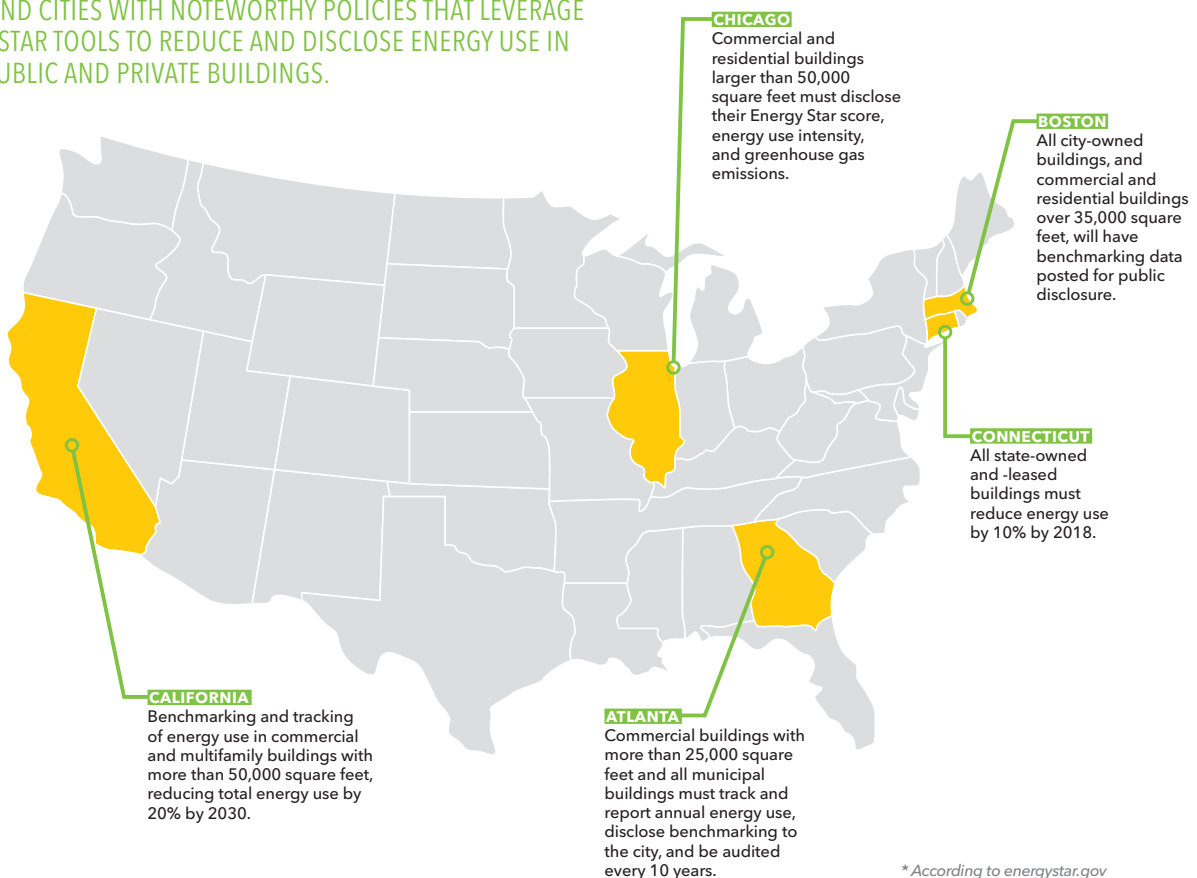 ND CITIES WITH NOTEWORTHY POLICIES THAT LEVERAGE
STAR TOOLS TO REDUCE AND DISCLOSE ENERGY USE IN
UBLIC AND PRIVATE BUILDINGS.
CHICAGO
Commercial and
residential buildings
larger than 50,000
square feet must disclose
their Energy Star score,
energy use intensity,
and greenhouse gas
emissions.
BOSTON
All city-owned
buildings, and
commercial and
residential buildings
over 35,000 square
feet, will have
benchmarking data
posted for public
disclosure.
CONNECTICUT
All state-owned
and -leased
buildings must
reduce energy use
by 10% by 2018.
CALIFORNIA
Benchmarking and tracking
of energy use in commercial
and multifamily buildings with
more than 50,000 square feet,
reducing total energy use by
20% by 2030.
ATLANTA
Commercial buildings with
more than 25,000 square
feet and all municipal
buildings must track and
report annual energy use,
disclose benchmarking to
the city, and be audited
every 10 years.
* According to energystar.gov